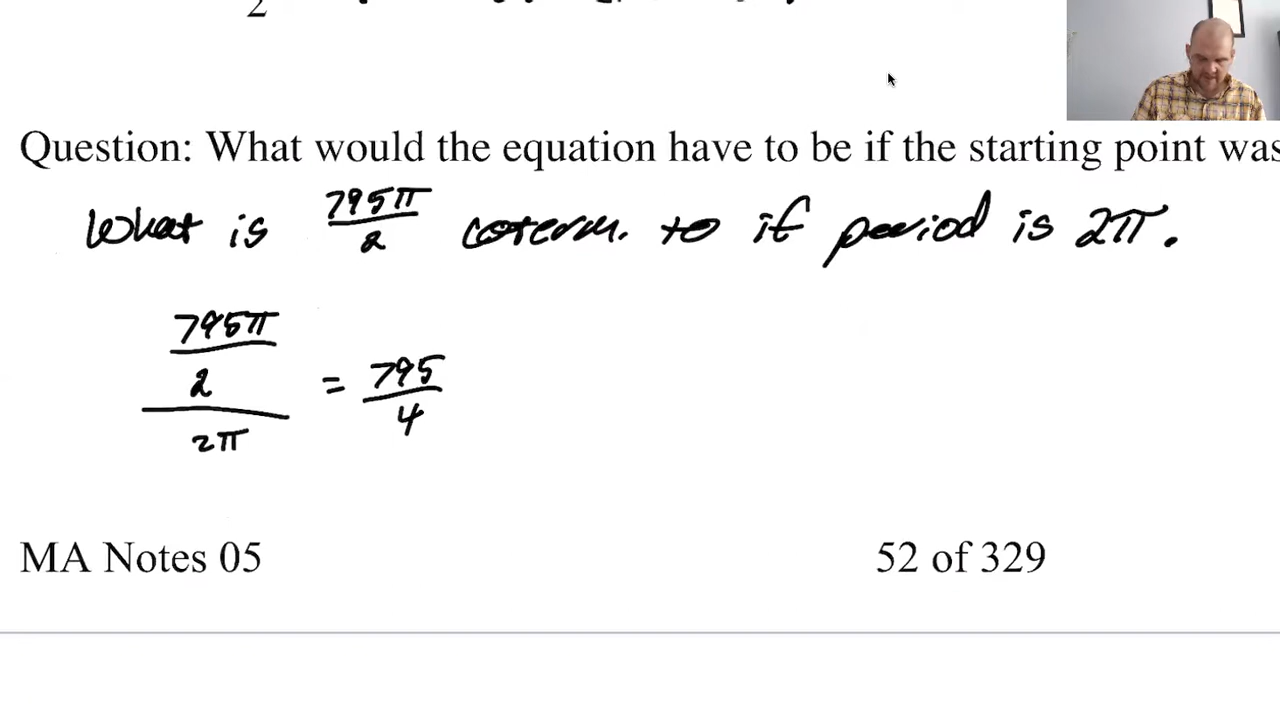 2
Question: What would the equation have to be if the starting point was
What is 795π/2 coterm. to if period is 2π.
795π/2 / 2π = 795/4
MA Notes 05 52 of 329